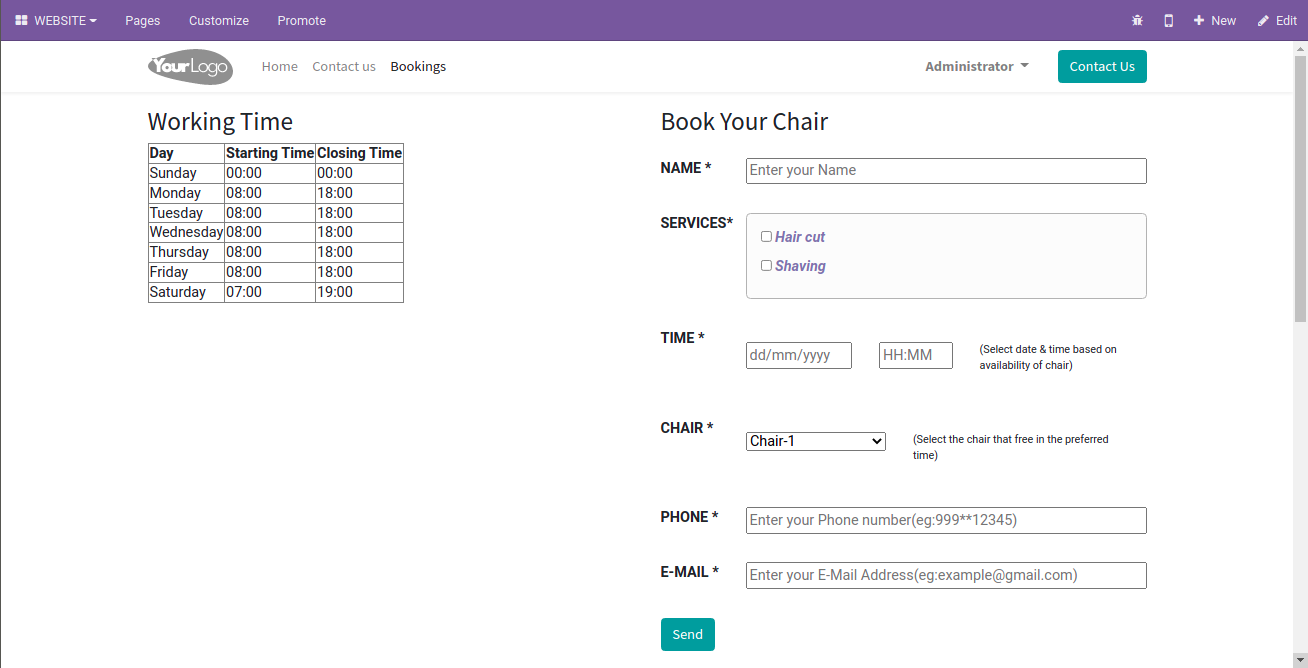 WEBSITE Pages Customize Promote New Edit
YourLogo Home Contact us Bookings Administrator Contact Us
Working Time
Day Starting Time Closing Time
Sunday 00:00 00:00
Monday 08:00 18:00
Tuesday 08:00 18:00
Wednesday 08:00 18:00
Thursday 08:00 18:00
Friday 08:00 18:00
Saturday 07:00 19:00
Book Your Chair
NAME * Enter your Name
SERVICES*
Hair cut
Shaving
TIME * dd/mm/yyyy HH:MM (Select date & time based on
availability of chair)
CHAIR * Chair-1 (Select the chair that free in the preferred
time)
PHONE * Enter your Phone number(eg:999**12345)
E-MAIL * Enter your E-Mail Address(eg:example@gmail.com)
Send